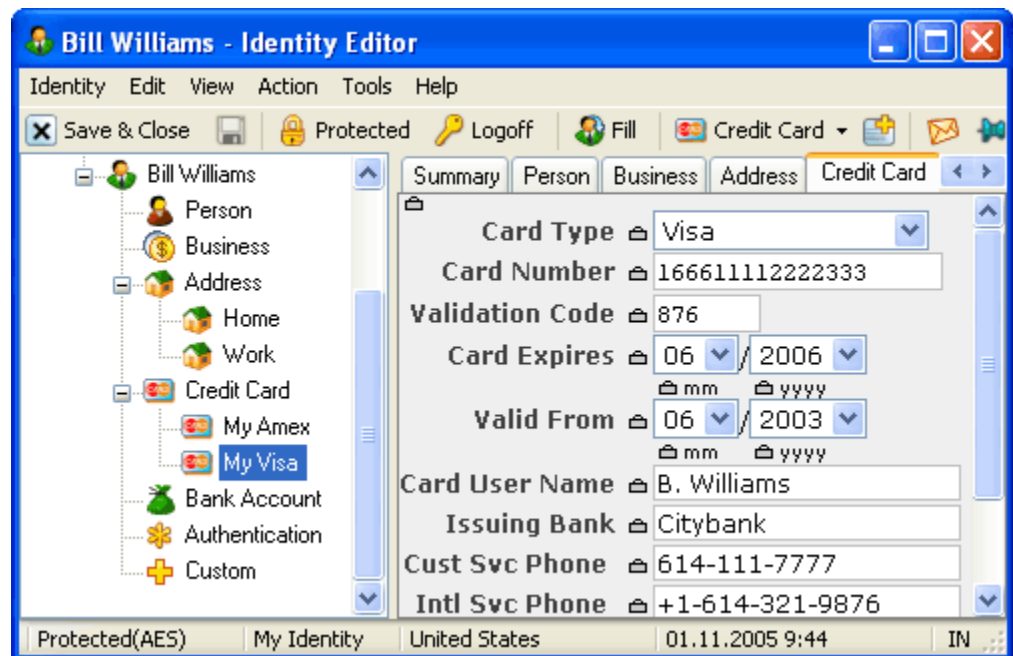 Bill Williams - Identity Editor
Identity Edit View Action Tools Help
Save & Close Protected Logoff Fill Credit Card
Bill Williams
Person
Business
Address
Home
Work
Credit Card
My Amex
My Visa
Bank Account
Authentication
Custom
Summary Person Business Address Credit Card
Card Type Visa
Card Number 166611112222333
Validation Code 876
Card Expires 06 / 2006
mm yyyy
Valid From 06 / 2003
mm yyyy
Card User Name B. Williams
Issuing Bank Citybank
Cust Svc Phone 614-111-7777
Intl Svc Phone +1-614-321-9876
Protected(AES) My Identity United States 01.11.2005 9:44 IN